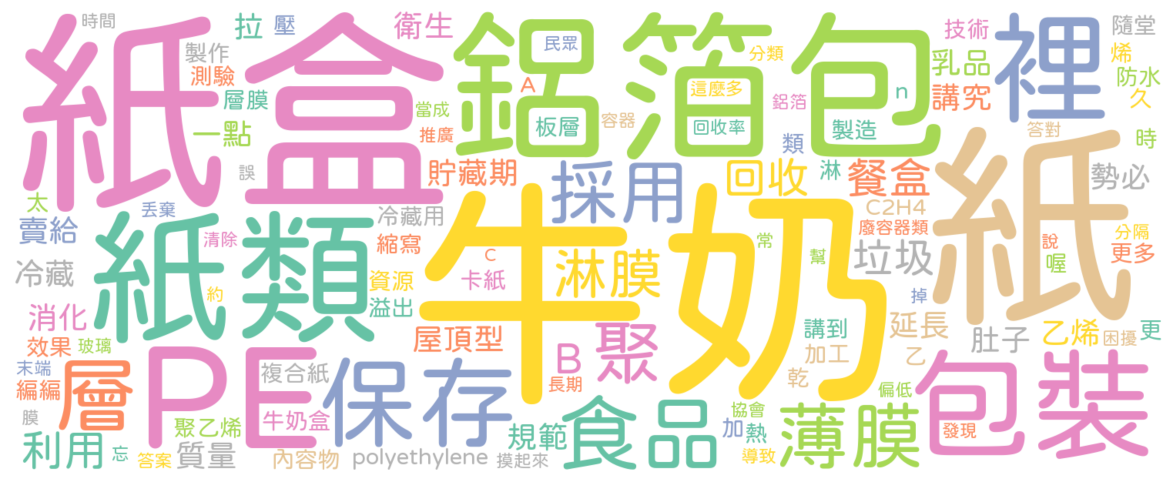 時間
拉
壓
衛生
民眾
分類
技術
隨堂
紙盒
鋁箔包
裡
製作
測驗
層膜
當成
A
這麼多
鋁箔
n
乳品
講究
烯
防水
久
一點
推廣
板層
容器
回收率
製造
類
答對
時
誤
貯藏期
採用
回收
淋
餐盒
紙
勢必
太
丟棄
冷藏用
C2H4
賣給
清除
縮寫
廢容器類
分隔
說
更多
喔
冷藏
紙類
資源
C
卡紙
牛奶
淋膜
常
幫
垃圾
約
溢出
掉
消化
屋頂型
聚
講到
延長
肚子
乙烯
困擾
更
效果
玻璃
B
加工
乙
末端
層
PE
複合紙
保存
長期
乾
偏低
包裝
編編
膜
聚乙烯
牛奶盒
規範
食品
協會
加熱
薄膜
發現
利用
忘
答案
質量
內容物
polyethylene
摸起來
導致